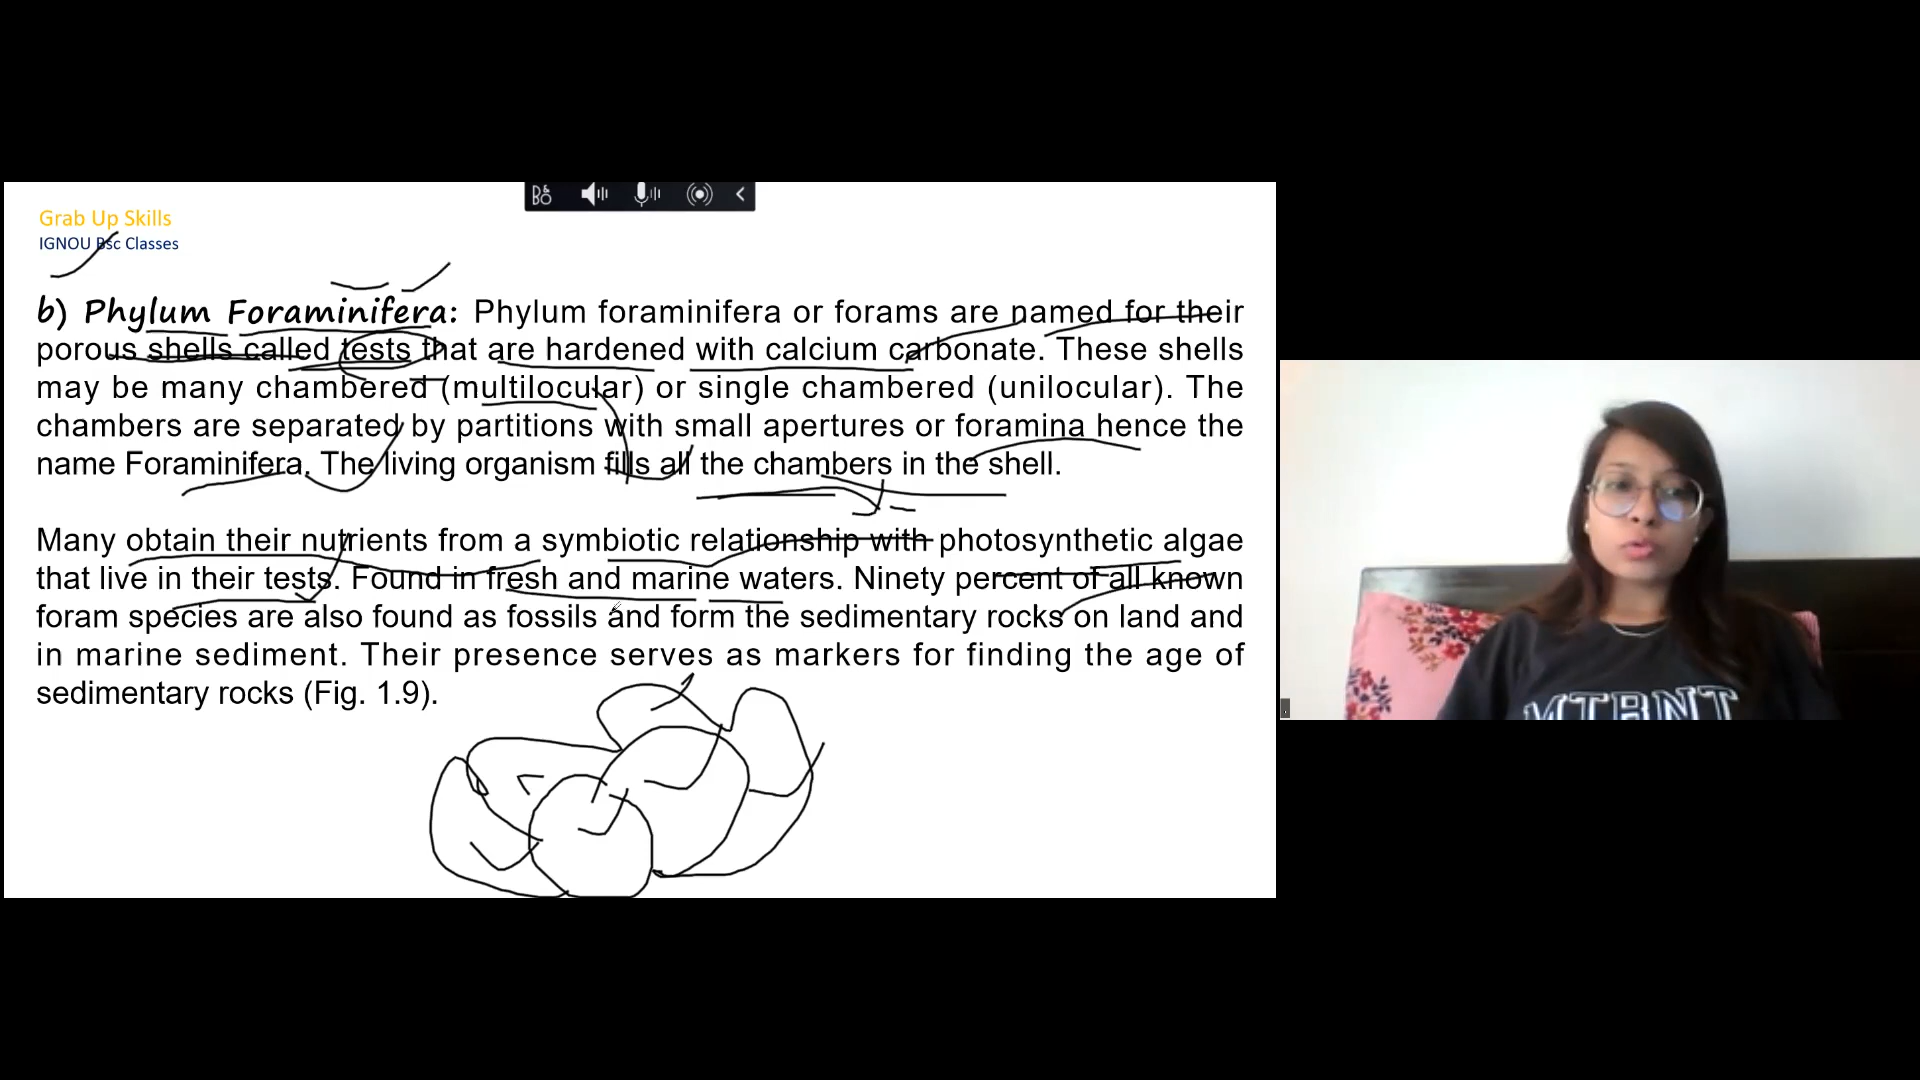 Grab Up Skills
IGNOU Bsc Classes
b) Phylum Foraminifera: Phylum foraminifera or forams are named for their
porous shells called tests that are hardened with calcium carbonate. These shells
may be many chambered (multilocular) or single chambered (unilocular). The
chambers are separated by partitions with small apertures or foramina hence the
name Foraminifera. The living organism fills all the chambers in the shell.
Many obtain their nutrients from a symbiotic relationship with photosynthetic algae
that live in their tests. Found in fresh and marine waters. Ninety percent of all known
foram species are also found as fossils and form the sedimentary rocks on land and
in marine sediment. Their presence serves as markers for finding the age of
sedimentary rocks (Fig. 1.9).